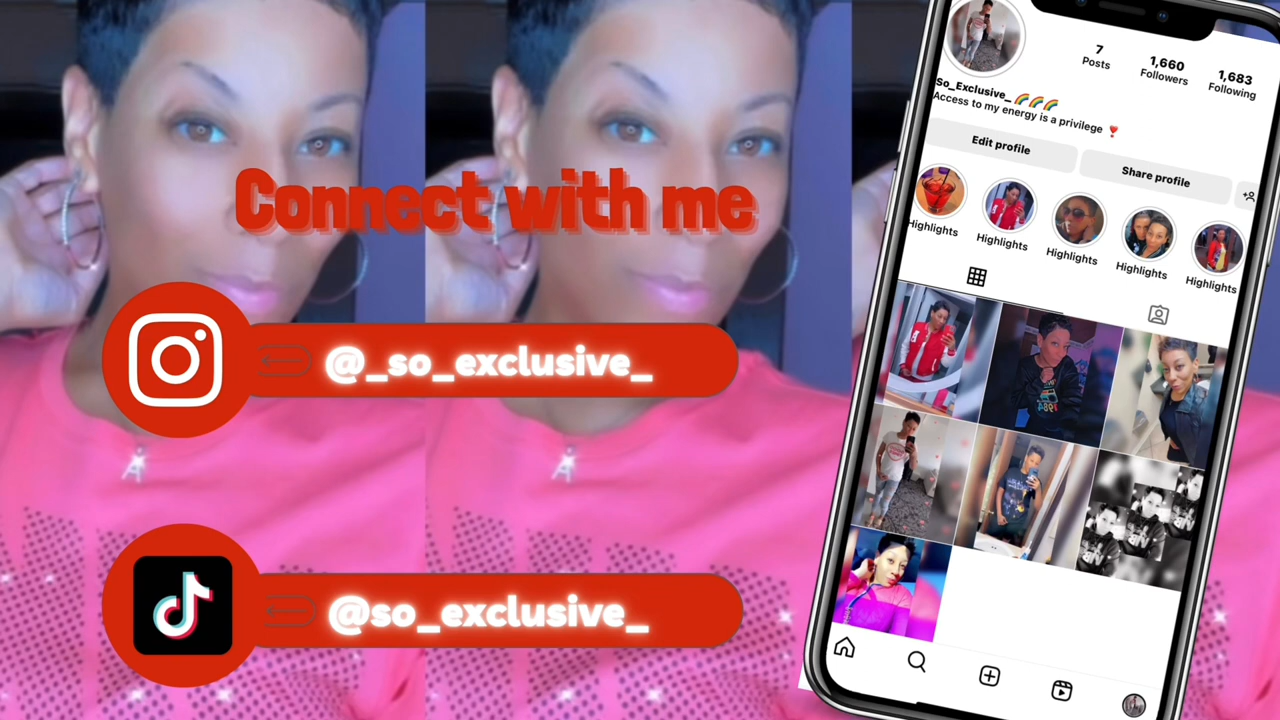 Connect with me
@_so_exclusive_
@so_exclusive_
7
Posts
1,660
Followers
1,683
Following
So_Exclusive_🌈🌈🌈
Access to my energy is a privilege ❣️
Edit profile
Share profile
Highlights
Highlights
Highlights
Highlights
Highlights
A
A
1984